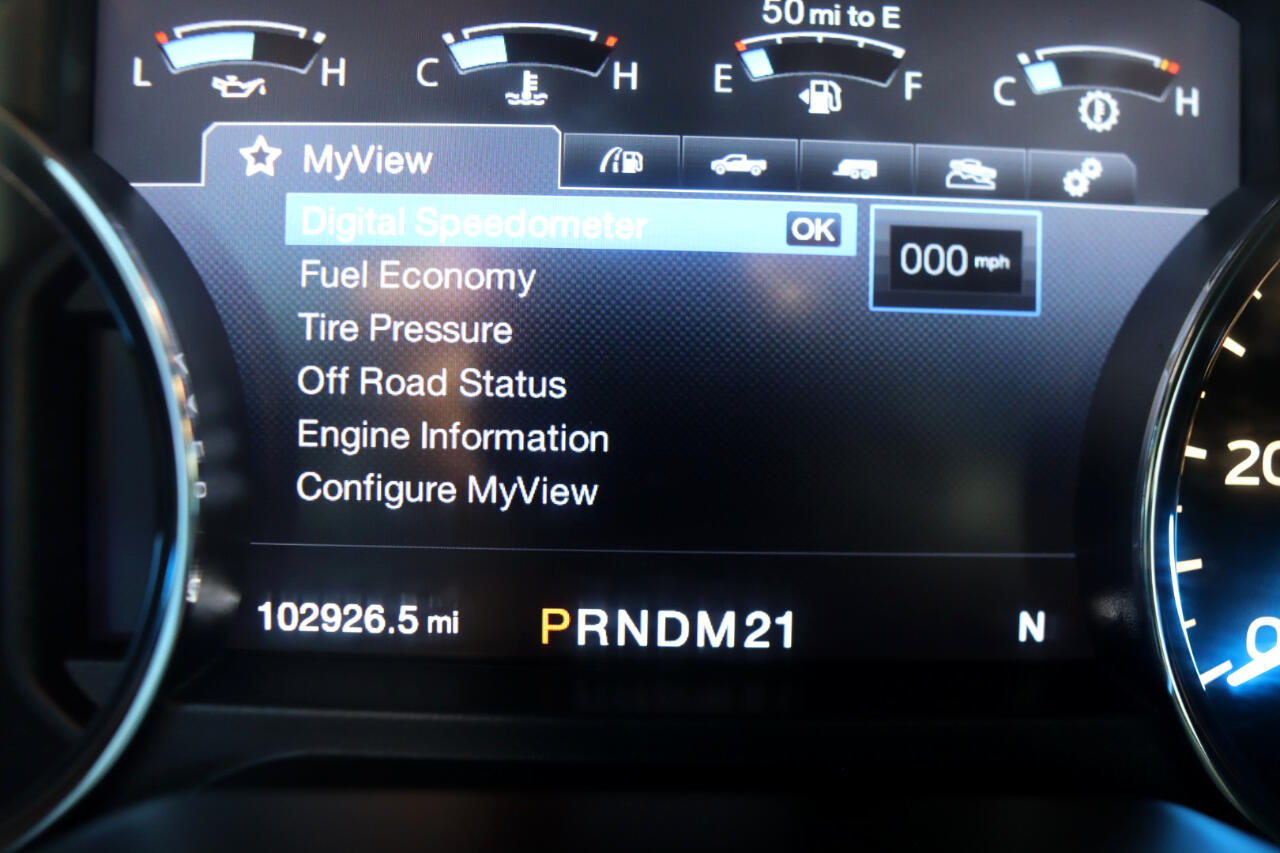 50 mi to E
L H C H E F C H
MyView
Digital Speedometer OK
000 mph
Fuel Economy
Tire Pressure
Off Road Status
Engine Information
Configure MyView
102926.5 mi PRNDM21 N
20
0